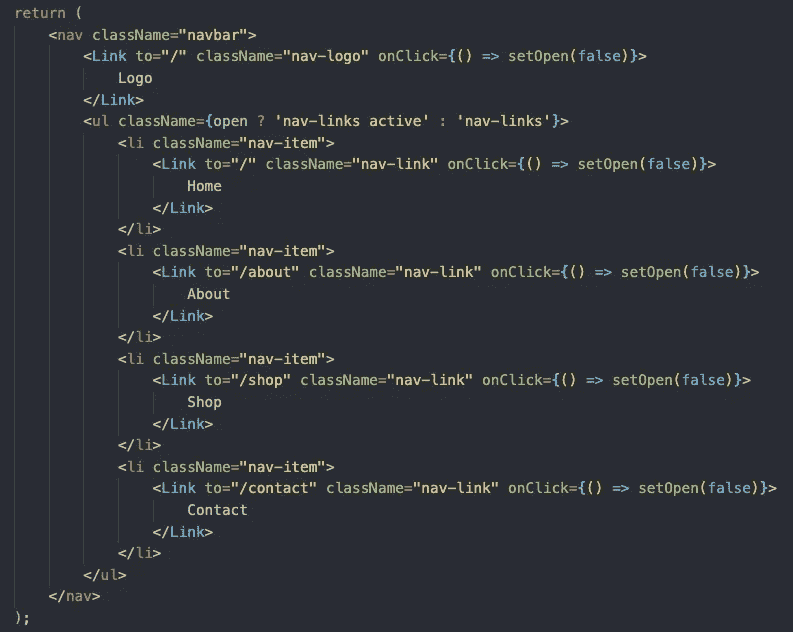 return (
    <nav className="navbar">
        <Link to="/" className="nav-logo" onClick={() => setOpen(false)}>
            Logo
        </Link>
        <ul className={open ? 'nav-links active' : 'nav-links'}>
            <li className="nav-item">
                <Link to="/" className="nav-link" onClick={() => setOpen(false)}>
                    Home
                </Link>
            </li>
            <li className="nav-item">
                <Link to="/about" className="nav-link" onClick={() => setOpen(false)}>
                    About
                </Link>
            </li>
            <li className="nav-item">
                <Link to="/shop" className="nav-link" onClick={() => setOpen(false)}>
                    Shop
                </Link>
            </li>
            <li className="nav-item">
                <Link to="/contact" className="nav-link" onClick={() => setOpen(false)}>
                    Contact
                </Link>
            </li>
        </ul>
    </nav>
);